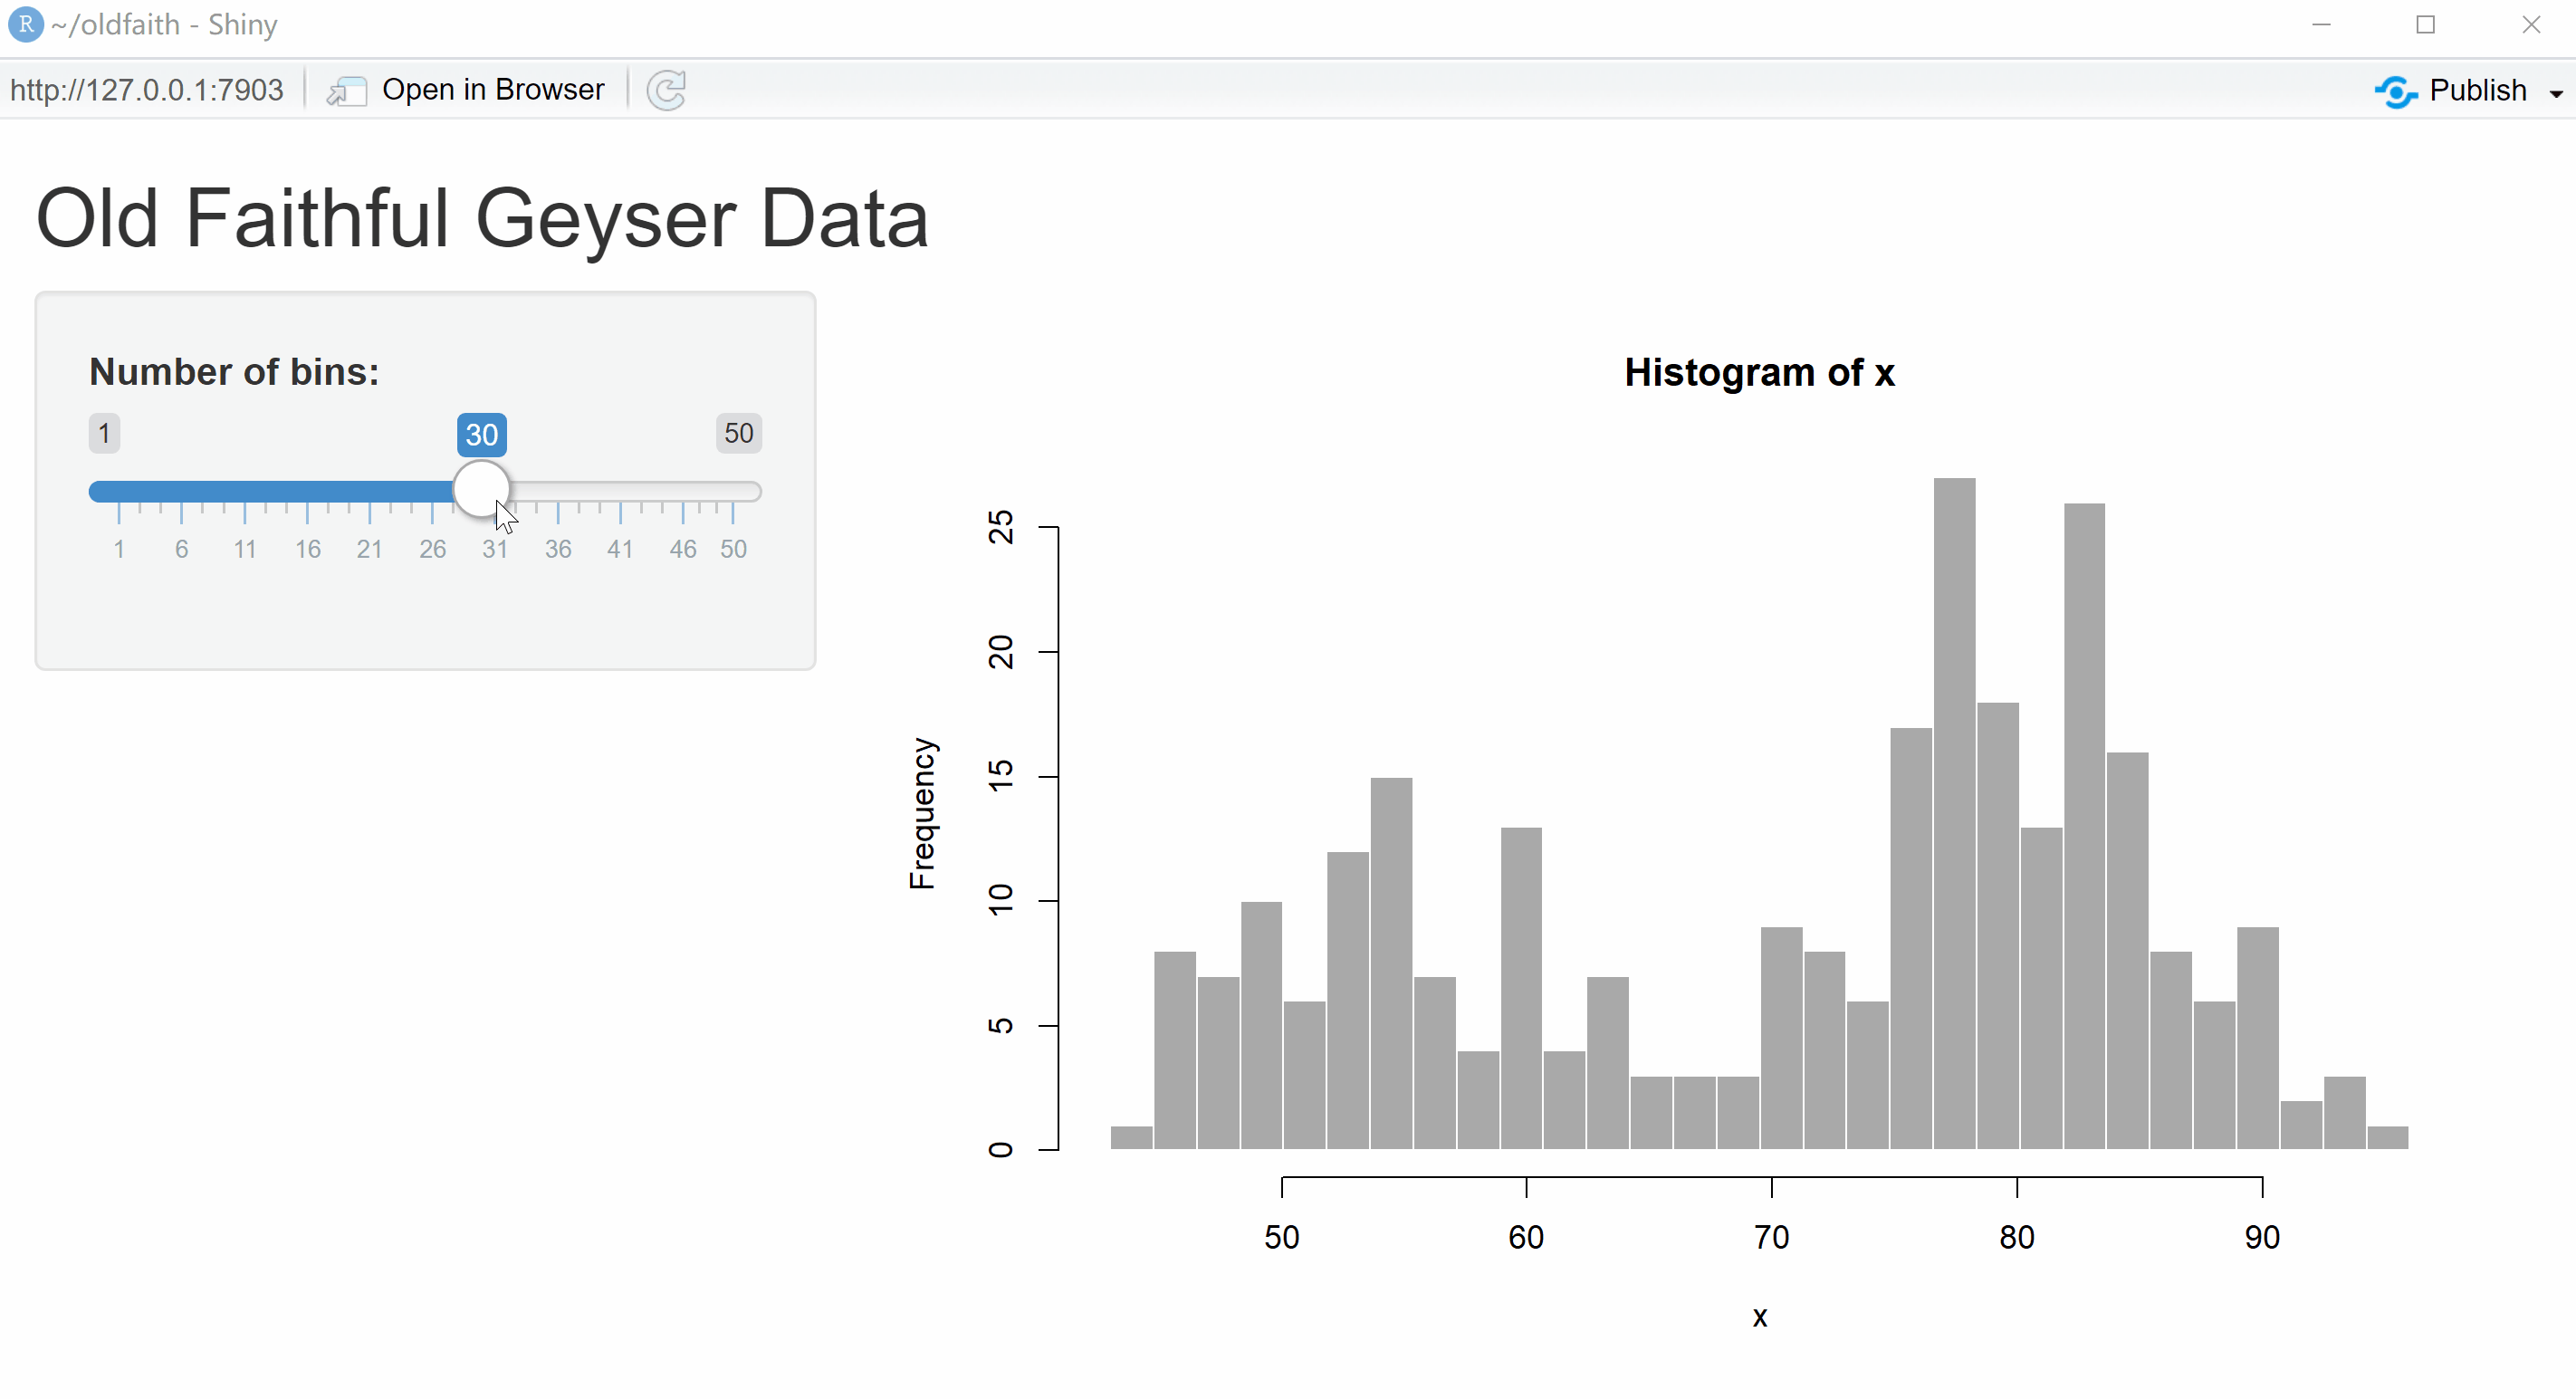 R ~/oldfaith - Shiny
http://127.0.0.1:7903 Open in Browser Publish
Old Faithful Geyser Data
Number of bins:
1 30 50
1 6 11 16 21 26 31 36 41 46 50
Histogram of x
Frequency
25
20
15
10
5
0
50 60 70 80 90
x